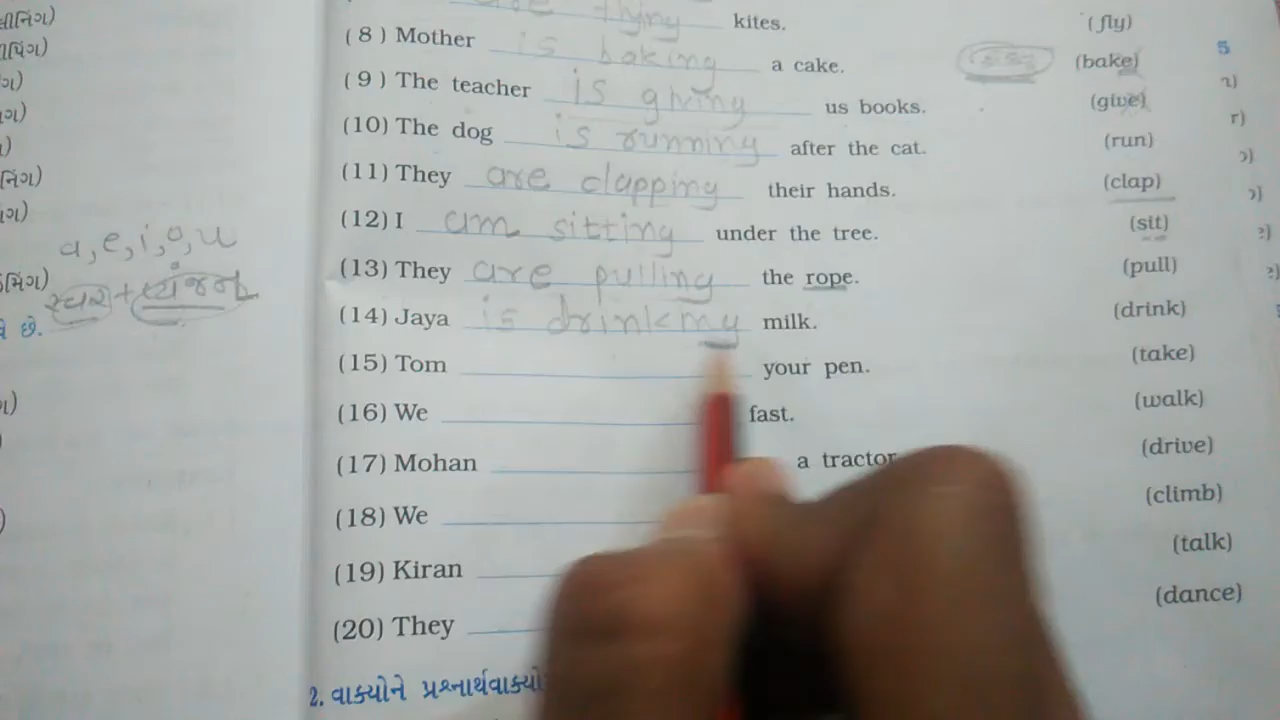 are flying kites. (fly)
(8) Mother is baking a cake. (bake)
(9) The teacher is giving us books. (give)
(10) The dog is running after the cat. (run)
(11) They are clapping their hands. (clap)
(12) I am sitting under the tree. (sit)
(13) They are pulling the rope. (pull)
(14) Jaya is drinking milk. (drink)
(15) Tom your pen. (take)
(16) We fast. (walk)
(17) Mohan a tractor (drive)
(18) We (climb)
(19) Kiran (talk)
(20) They (dance)
2. વાક્યોને પ્રશ્નાર્થવાક્યો
a, e, i, o, u
સ્વર + વ્યંજન
છે.
5